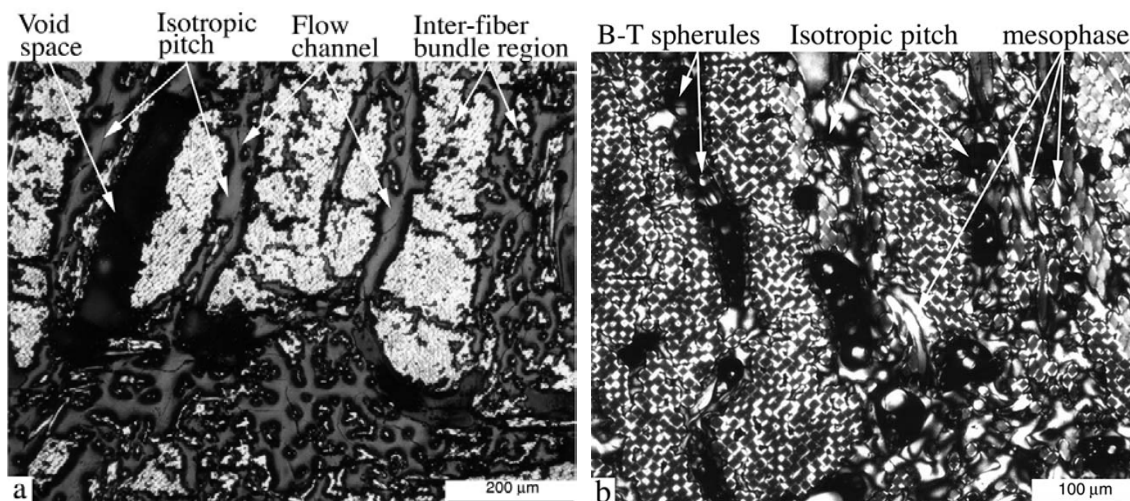 Void space
Isotropic pitch
Flow channel
Inter-fiber bundle region
a
200 μm
B-T spherules
Isotropic pitch
mesophase
b
100 μm